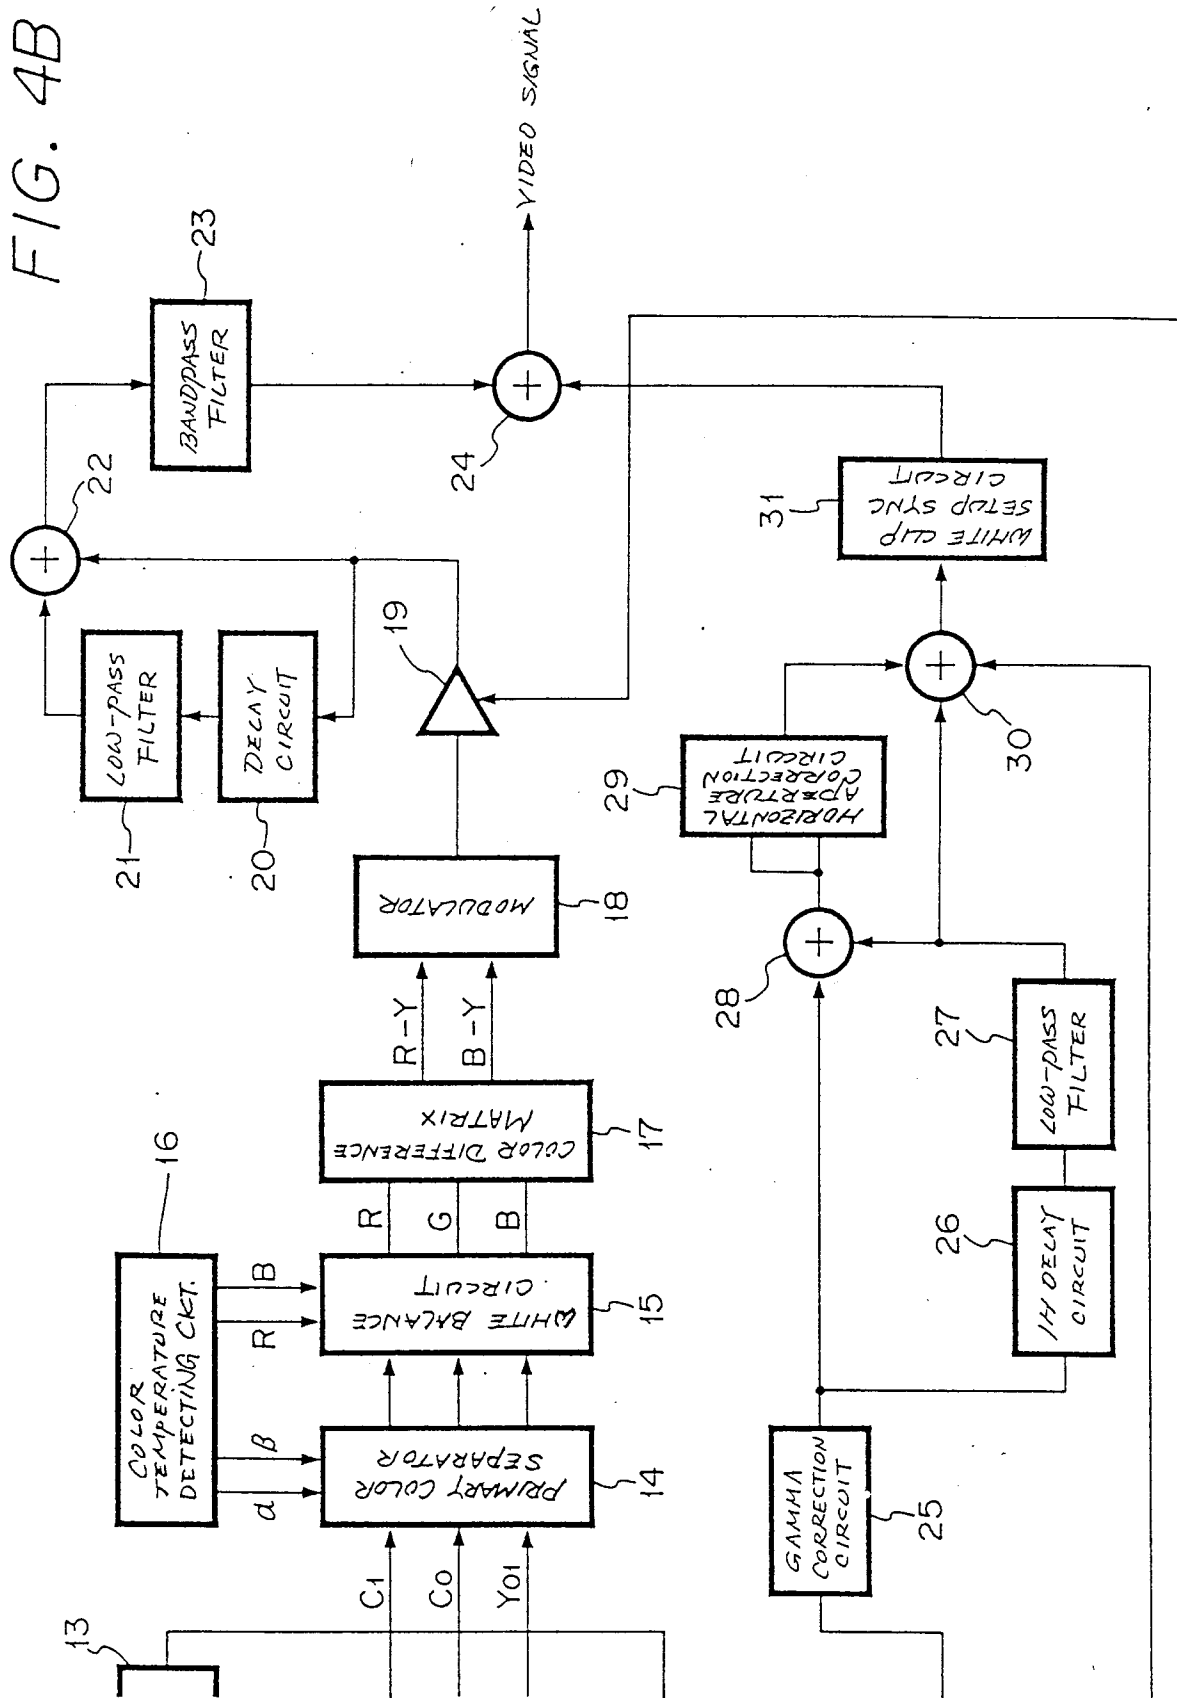 FIG. 4B
13
C1
C0
Y01
COLOR
TEMPERATURE
DETECTING CKT.
16
α
β
R
B
PRIMARY COLOR
SEPARATOR
14
WHITE BALANCE
CIRCUIT
15
R
G
B
COLOR DIFFERENCE
MATRIX
17
R-Y
B-Y
MODULATOR
18
19
DELAY
CIRCUIT
20
LOW-PASS
FILTER
21
22
BANDPASS
FILTER
23
24
VIDEO SIGNAL
GAMMA
CORRECTION
CIRCUIT
25
1H DELAY
CIRCUIT
26
LOW-PASS
FILTER
27
28
HORIZONTAL
APERTURE
CORRECTION
CIRCUIT
29
30
WHITE CLIP
SETUP SYNC
CIRCUIT
31